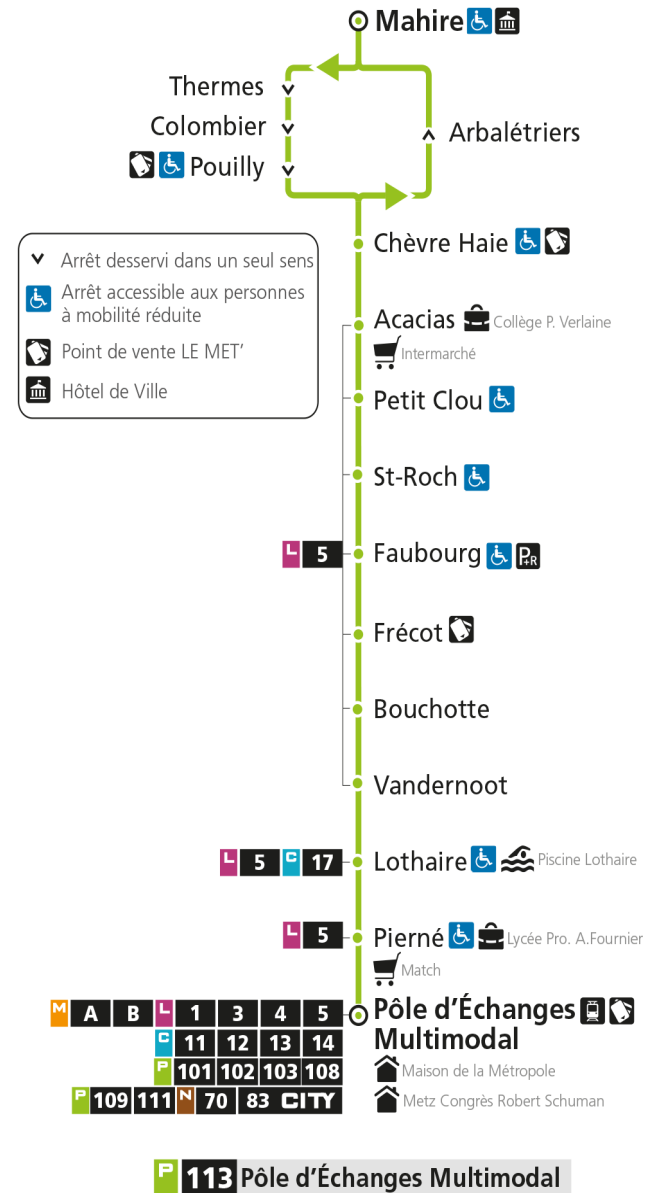 Mahire
Thermes
Colombier
Pouilly
Arbalétriers
Chèvre Haie
Arrêt desservi dans un seul sens
Arrêt accessible aux personnes
à mobilité réduite
Point de vente LE MET’
Hôtel de Ville
Acacias Collège P. Verlaine
Intermarché
Petit Clou
St-Roch
L 5 Faubourg P+R
Frécot
Bouchotte
Vandernoot
L 5 C 17 Lothaire Piscine Lothaire
L 5 Pierné Lycée Pro. A.Fournier
Match
M A B L 1 3 4 5 Pôle d’Échanges
C 11 12 13 14 Multimodal
P 101 102 103 108 Maison de la Métropole
P 109 111 N 70 83 CITY Metz Congrès Robert Schuman
P 113 Pôle d’Échanges Multimodal